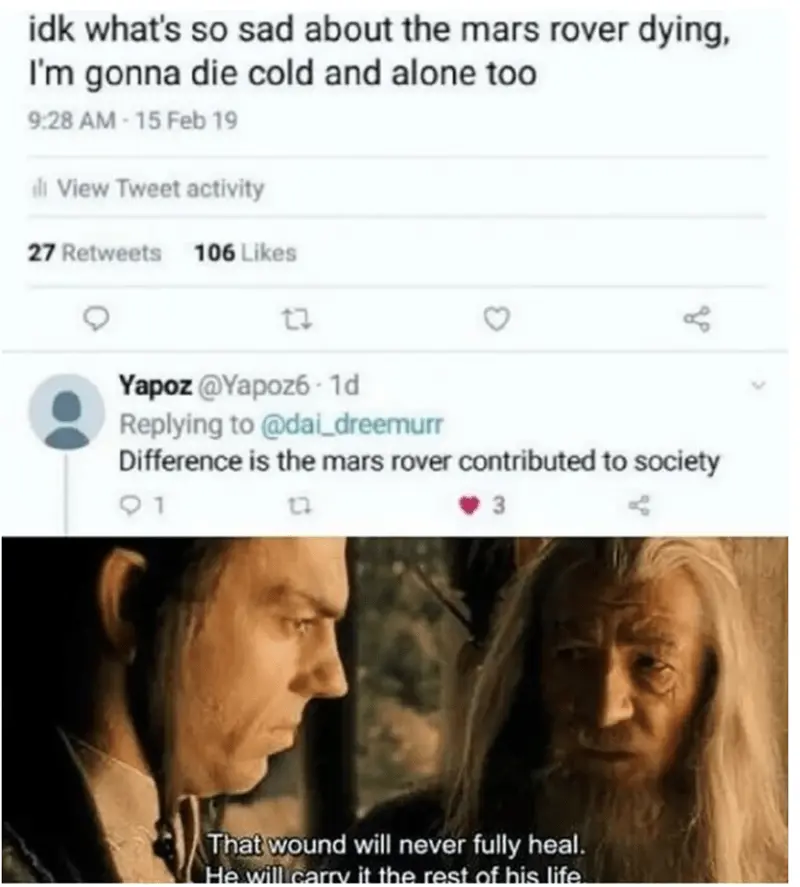 idk what's so sad about the mars rover dying,
I'm gonna die cold and alone too
9:28 AM · 15 Feb 19
View Tweet activity
27 Retweets 106 Likes
Yapoz @Yapoz6 · 1d
Replying to @dai_dreemurr
Difference is the mars rover contributed to society
1 3
That wound will never fully heal.
He will carry it the rest of his life.